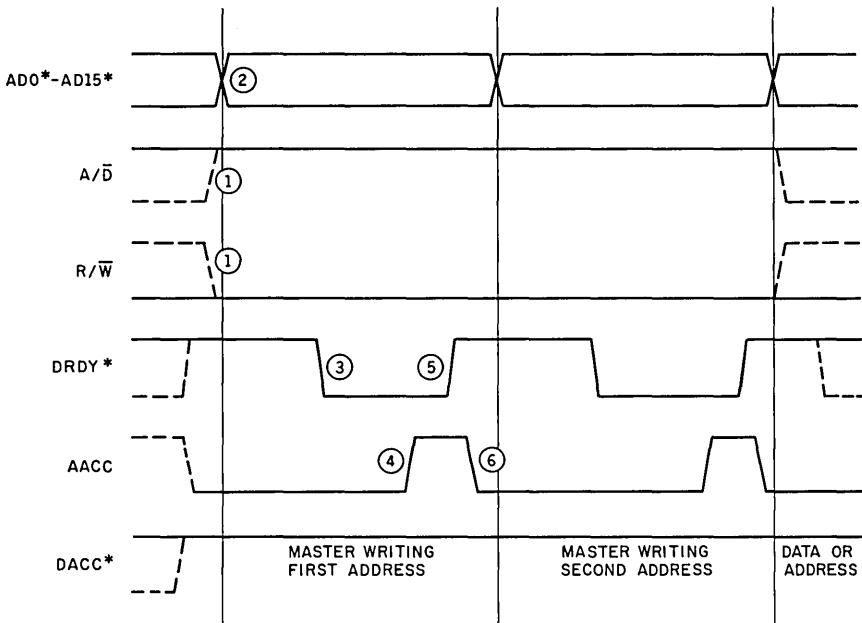 AD0*-AD15*
②
A/D̅
①
R/W̅
①
DRDY*
③
⑤
AACC
④
⑥
DACC*
MASTER WRITING
FIRST ADDRESS
MASTER WRITING
SECOND ADDRESS
DATA OR
ADDRESS